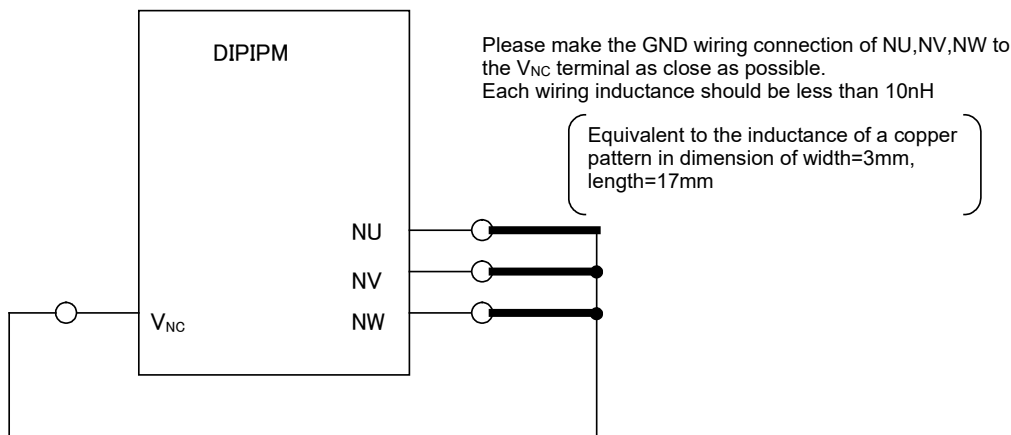 DIPIPM
Please make the GND wiring connection of NU,NV,NW to
the VNC terminal as close as possible.
Each wiring inductance should be less than 10nH
Equivalent to the inductance of a copper
pattern in dimension of width=3mm,
length=17mm
NU
NV
VNC
NW